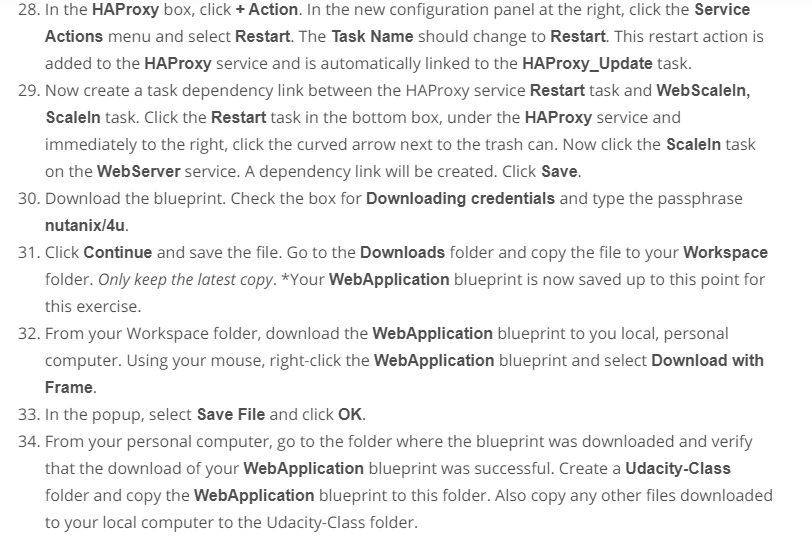 28. In the HAProxy box, click + Action. In the new configuration panel at the right, click the Service
Actions menu and select Restart. The Task Name should change to Restart. This restart action is
added to the HAProxy service and is automatically linked to the HAProxy_Update task.
29. Now create a task dependency link between the HAProxy service Restart task and WebScaleIn,
ScaleIn task. Click the Restart task in the bottom box, under the HAProxy service and
immediately to the right, click the curved arrow next to the trash can. Now click the ScaleIn task
on the WebServer service. A dependency link will be created. Click Save.
30. Download the blueprint. Check the box for Downloading credentials and type the passphrase
nutanix/4u.
31. Click Continue and save the file. Go to the Downloads folder and copy the file to your Workspace
folder. Only keep the latest copy. *Your WebApplication blueprint is now saved up to this point for
this exercise.
32. From your Workspace folder, download the WebApplication blueprint to you local, personal
computer. Using your mouse, right-click the WebApplication blueprint and select Download with
Frame.
33. In the popup, select Save File and click OK.
34. From your personal computer, go to the folder where the blueprint was downloaded and verify
that the download of your WebApplication blueprint was successful. Create a Udacity-Class
folder and copy the WebApplication blueprint to this folder. Also copy any other files downloaded
to your local computer to the Udacity-Class folder.